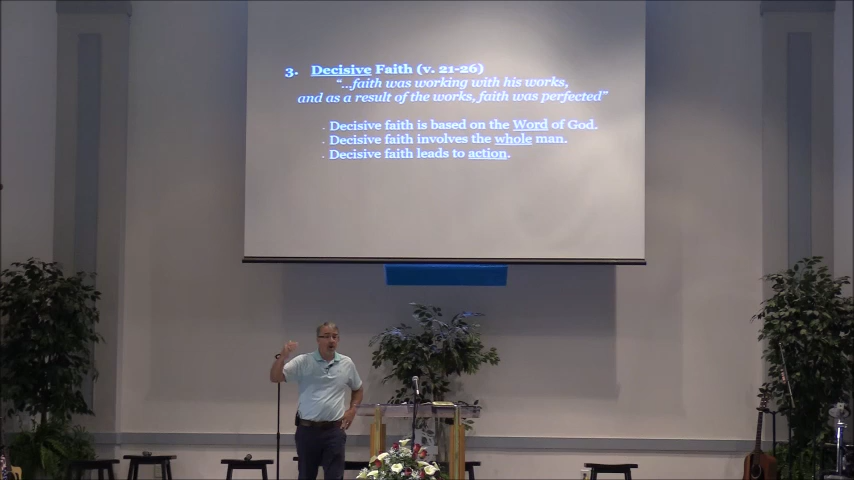 3. Decisive Faith (v. 21-26)
"...faith was working with his works,
and as a result of the works, faith was perfected"
. Decisive faith is based on the Word of God.
. Decisive faith involves the whole man.
. Decisive faith leads to action.